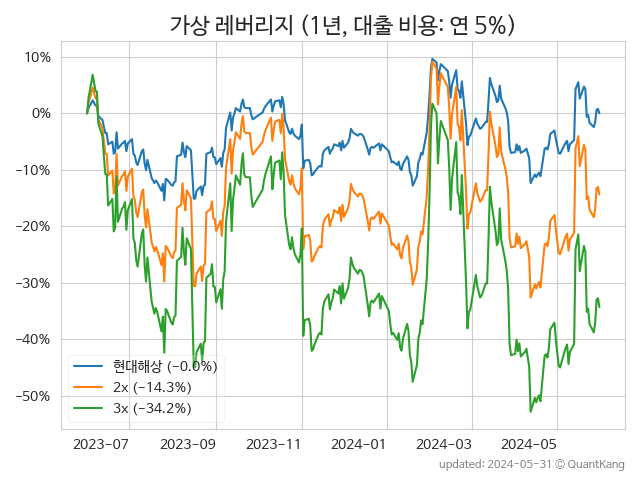 가상 레버리지 (1년, 대출 비용: 연 5%)
10%
0%
−10%
−20%
−30%
−40%
−50%
현대해상 (−0.0%)
2x (−14.3%)
3x (−34.2%)
2023-07 2023-09 2023-11 2024-01 2024-03 2024-05
updated: 2024-05-31 © QuantKang